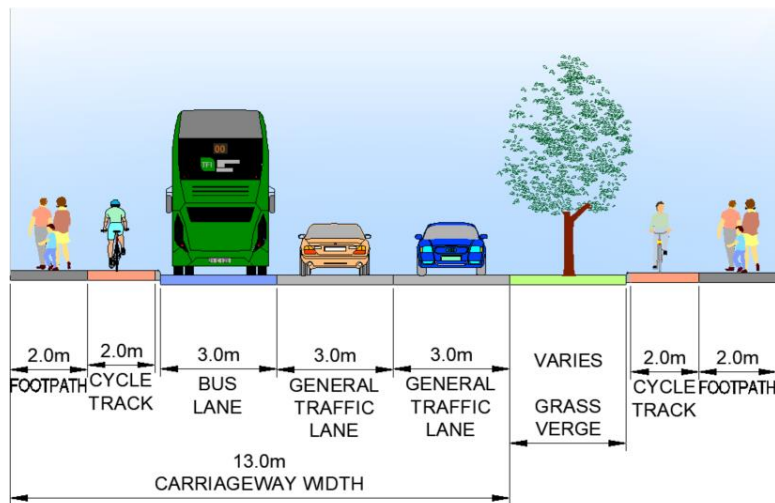 00
TFI
2.0m
FOOTPATH
2.0m
CYCLE
TRACK
3.0m
BUS
LANE
3.0m
GENERAL
TRAFFIC
LANE
3.0m
GENERAL
TRAFFIC
LANE
VARIES
GRASS
VERGE
2.0m
CYCLE
TRACK
2.0m
FOOTPATH
13.0m
CARRIAGEWAY WIDTH